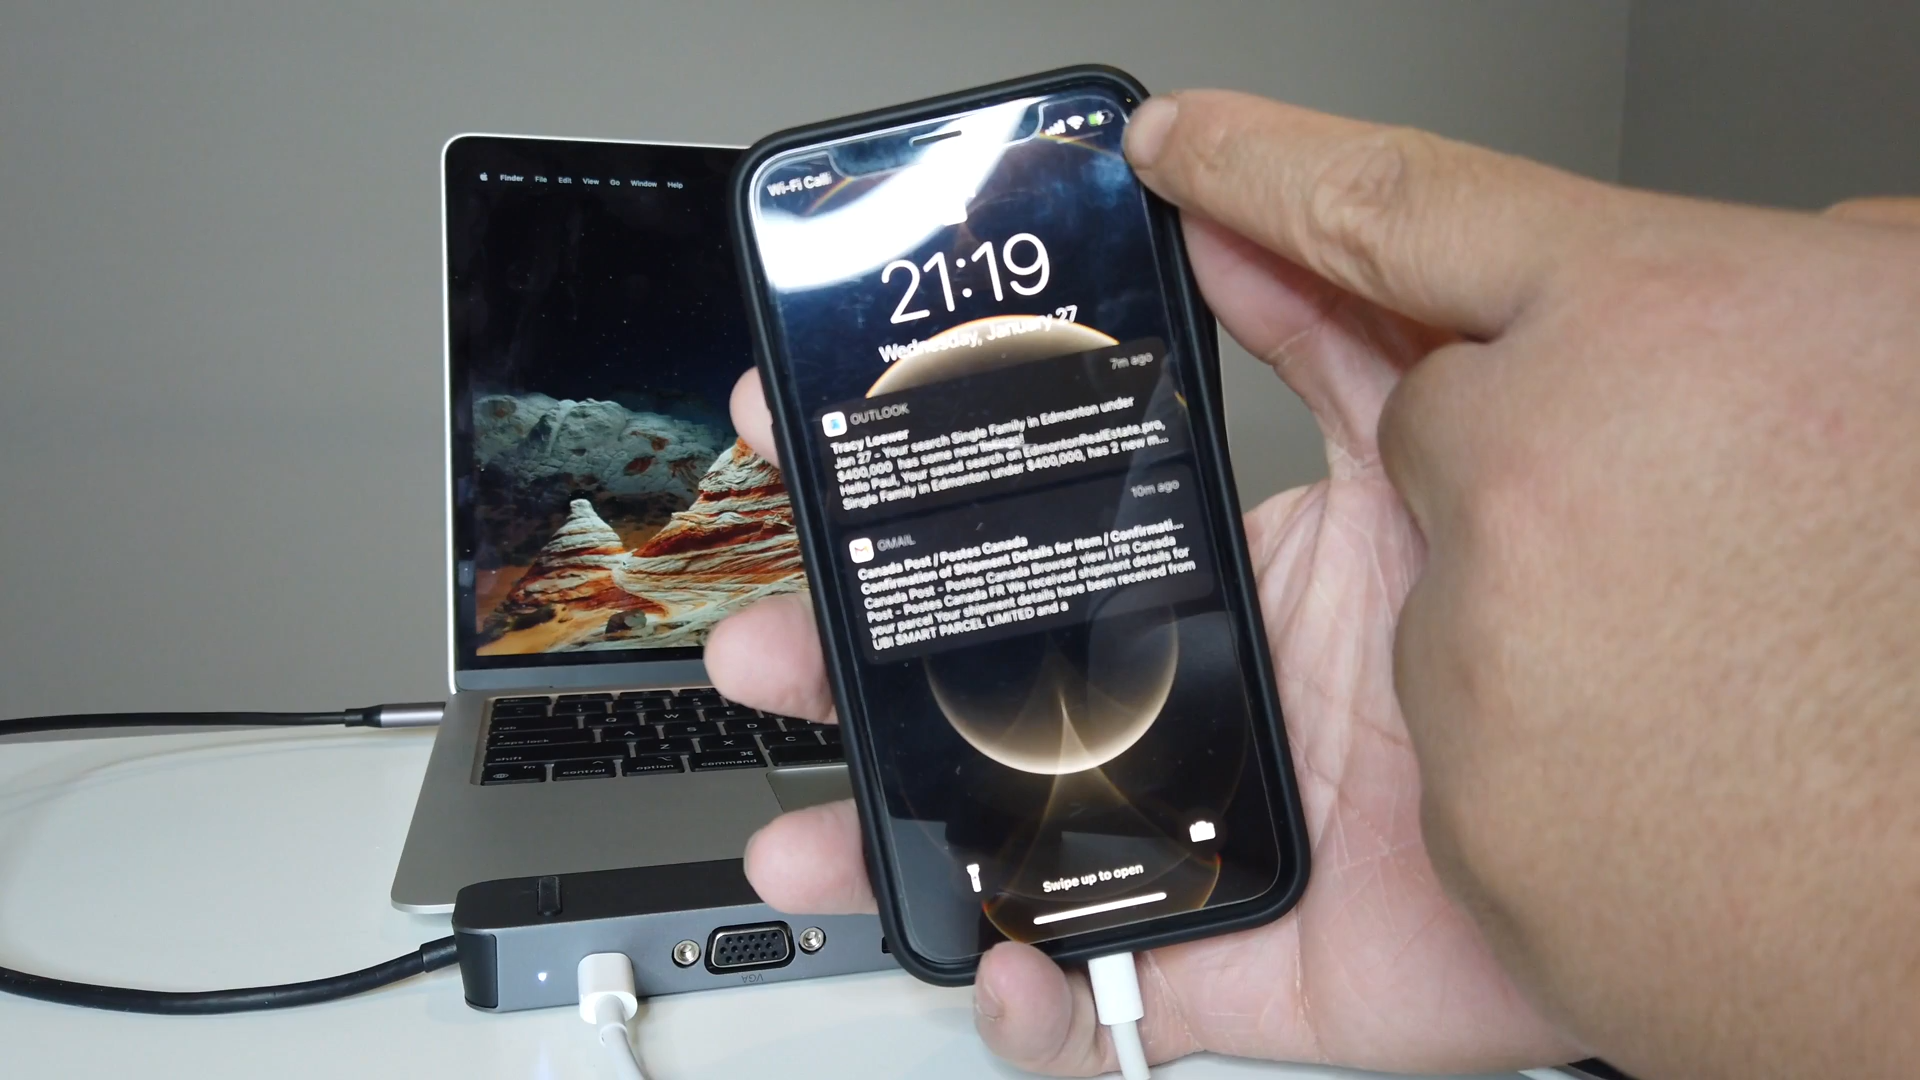 Finder File Edit View Go Window Help
Wi-Fi Calli
21:19
Wednesday, January 27
7m ago
OUTLOOK
Tracy Loewer
Jan 27 - Your search Single Family in Edmonton under
$400,000 has some new listings!
Hello Paul, Your saved search on EdmontonRealEstate.pro,
Single Family in Edmonton under $400,000, has 2 new m...
10m ago
GMAIL
Canada Post / Postes Canada
Confirmation of Shipment Details for Item / Confirmati...
Canada Post - Postes Canada Browser view | FR Canada
Post - Postes Canada FR We received shipment details for
your parcel Your shipment details have been received from
UBI SMART PARCEL LIMITED and a
Swipe up to open
Q W E
tab
A S D
caps lock
Z X C
shift
fn control option command
VGA